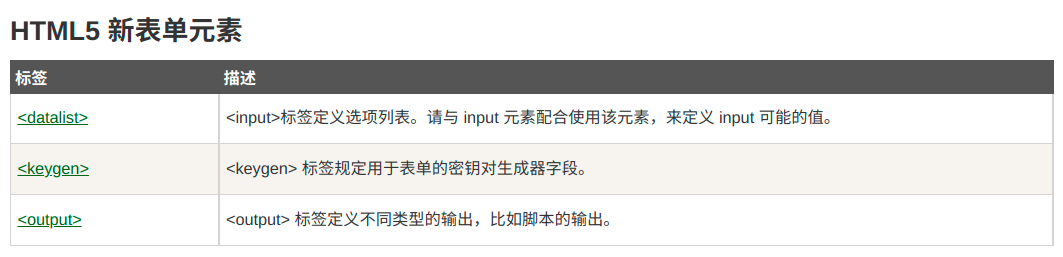 HTML5 新表单元素
标签 描述
<datalist> <input>标签定义选项列表。请与 input 元素配合使用该元素，来定义 input 可能的值。
<keygen> <keygen> 标签规定用于表单的密钥对生成器字段。
<output> <output> 标签定义不同类型的输出，比如脚本的输出。